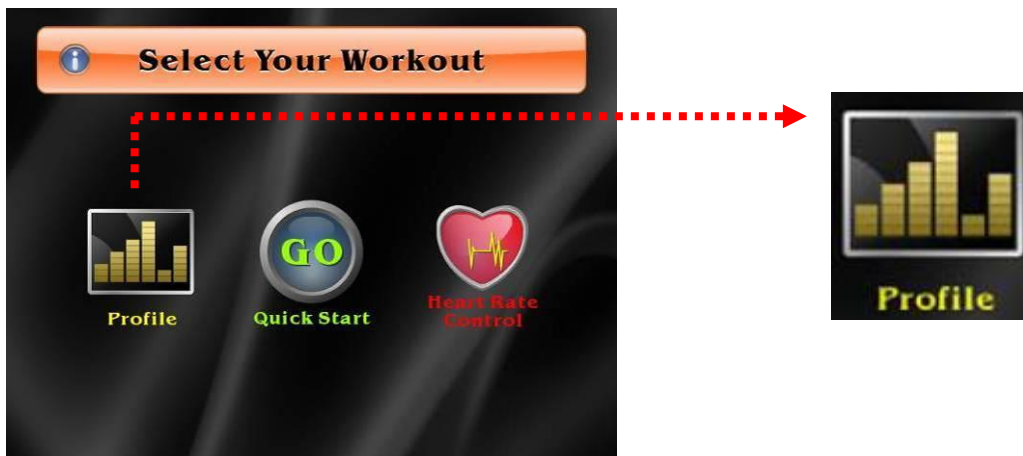 Select Your Workout
GO
Profile
Quick Start
Heart Rate
Control
Profile